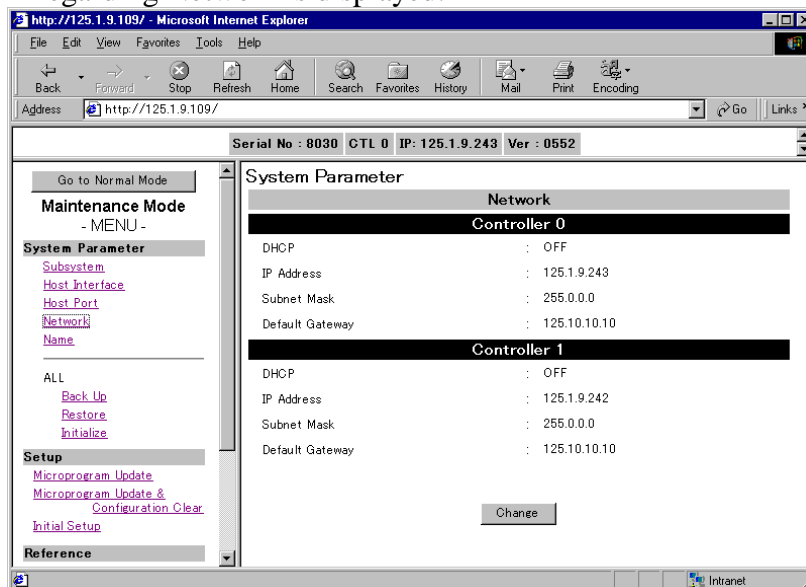 http://125.1.9.109/ - Microsoft Internet Explorer
File Edit View Favorites Tools Help
Back Forward Stop Refresh Home Search Favorites History Mail Print Encoding
Address http://125.1.9.109/ Go Links
Serial No : 8030 CTL 0 IP: 125.1.9.243 Ver : 0552
Go to Normal Mode
Maintenance Mode
- MENU -
System Parameter
Subsystem
Host Interface
Host Port
Network
Name
ALL
Back Up
Restore
Initialize
Setup
Microprogram Update
Microprogram Update &
Configuration Clear
Initial Setup
Reference
System Parameter
Network
Controller 0
DHCP : OFF
IP Address : 125.1.9.243
Subnet Mask : 255.0.0.0
Default Gateway : 125.10.10.10
Controller 1
DHCP : OFF
IP Address : 125.1.9.242
Subnet Mask : 255.0.0.0
Default Gateway : 125.10.10.10
Change
Intranet